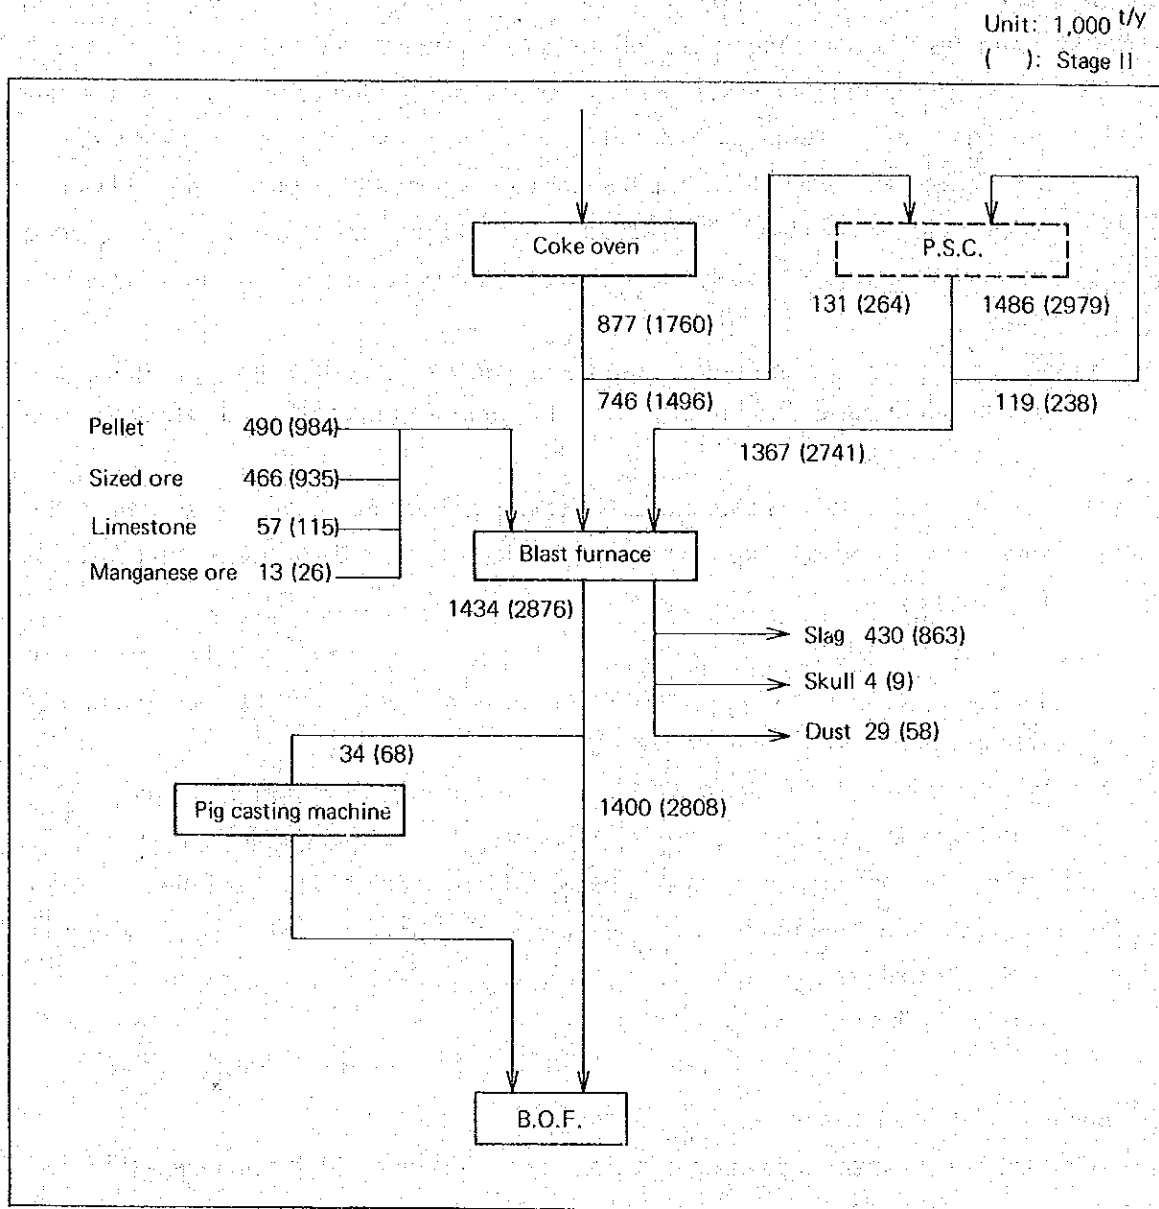 Unit: 1,000 t/y
( ): Stage II
Coke oven
P.S.C.
877 (1760)
131 (264)
1486 (2979)
746 (1496)
119 (238)
1367 (2741)
Pellet 490 (984)
Sized ore 466 (935)
Limestone 57 (115)
Manganese ore 13 (26)
Blast furnace
1434 (2876)
Slag 430 (863)
Skull 4 (9)
Dust 29 (58)
34 (68)
Pig casting machine
1400 (2808)
B.O.F.